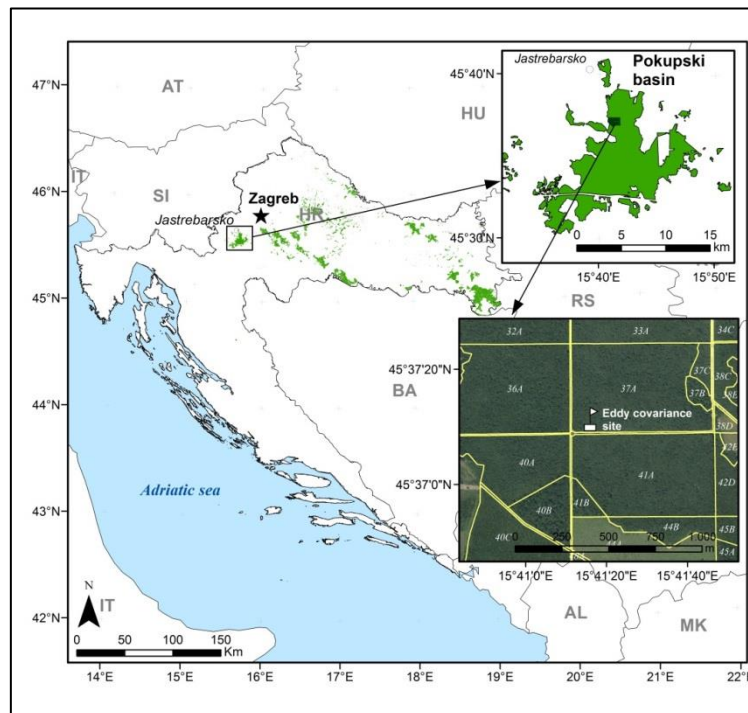 AT
HU
IT
SI
HR
Zagreb
Jastrebarsko
RS
BA
Adriatic sea
IT
AL
MK
N
0 50 100 150
Km
47°N
46°N
45°N
44°N
43°N
42°N
14°E 15°E 16°E 17°E 18°E 19°E 20°E 21°E 22°E
Jastrebarsko
Pokupski
basin
45°40'
45°30'
0 5 10 15
Km
15°40'E 15°50'E
45°37'20"
45°37'0"
32A 33A 34C
36A 37A 37C 38C
37B 38E
Eddy covariance
site
38D
42E
40A 41A
42D
40B 41B
44B 45B
40C
45A
0 250 500 750 1.000
m
15°41'0"E 15°41'20"E 15°41'40"E